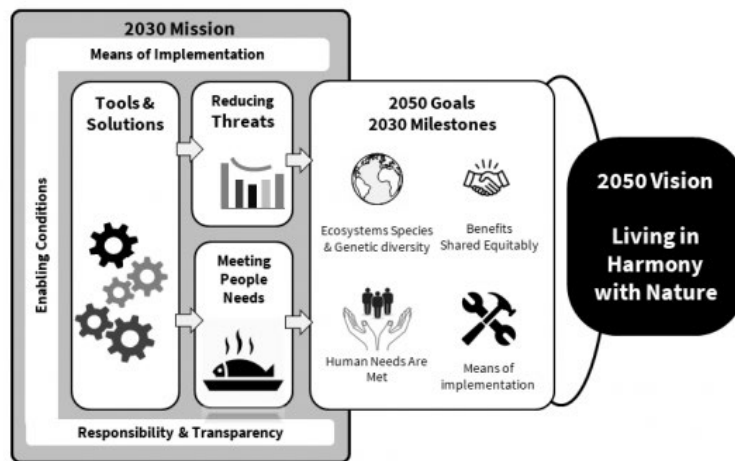 2030 Mission
Means of Implementation
Enabling Conditions
Tools &
Solutions
Reducing
Threats
Meeting
People
Needs
Responsibility & Transparency
2050 Goals
2030 Milestones
Ecosystems Species
& Genetic diversity
Benefits
Shared Equitably
Human Needs Are
Met
Means of
implementation
2050 Vision
Living in
Harmony
with Nature